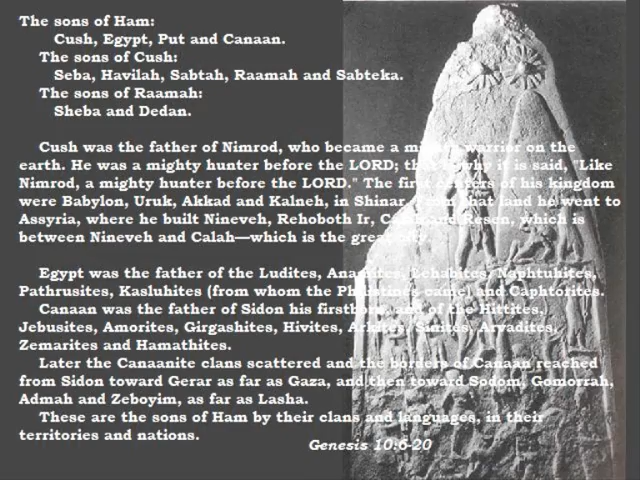 The sons of Ham:
Cush, Egypt, Put and Canaan.
The sons of Cush:
Seba, Havilah, Sabtah, Raamah and Sabteka.
The sons of Raamah:
Sheba and Dedan.
Cush was the father of Nimrod, who became a mighty warrior on the
earth. He was a mighty hunter before the LORD; that is why it is said, "Like
Nimrod, a mighty hunter before the LORD." The first centers of his kingdom
were Babylon, Uruk, Akkad and Kalneh, in Shinar. From that land he went to
Assyria, where he built Nineveh, Rehoboth Ir, Calah and Resen, which is
between Nineveh and Calah—which is the great city.
Egypt was the father of the Ludites, Anamites, Lehabites, Naphtuhites,
Pathrusites, Kasluhites (from whom the Philistines came) and Caphtorites.
Canaan was the father of Sidon his firstborn, and of the Hittites,
Jebusites, Amorites, Girgashites, Hivites, Arkites, Sinites, Arvadites,
Zemarites and Hamathites.
Later the Canaanite clans scattered and the borders of Canaan reached
from Sidon toward Gerar as far as Gaza, and then toward Sodom, Gomorrah,
Admah and Zeboyim, as far as Lasha.
These are the sons of Ham by their clans and languages, in their
territories and nations.
Genesis 10:6-20